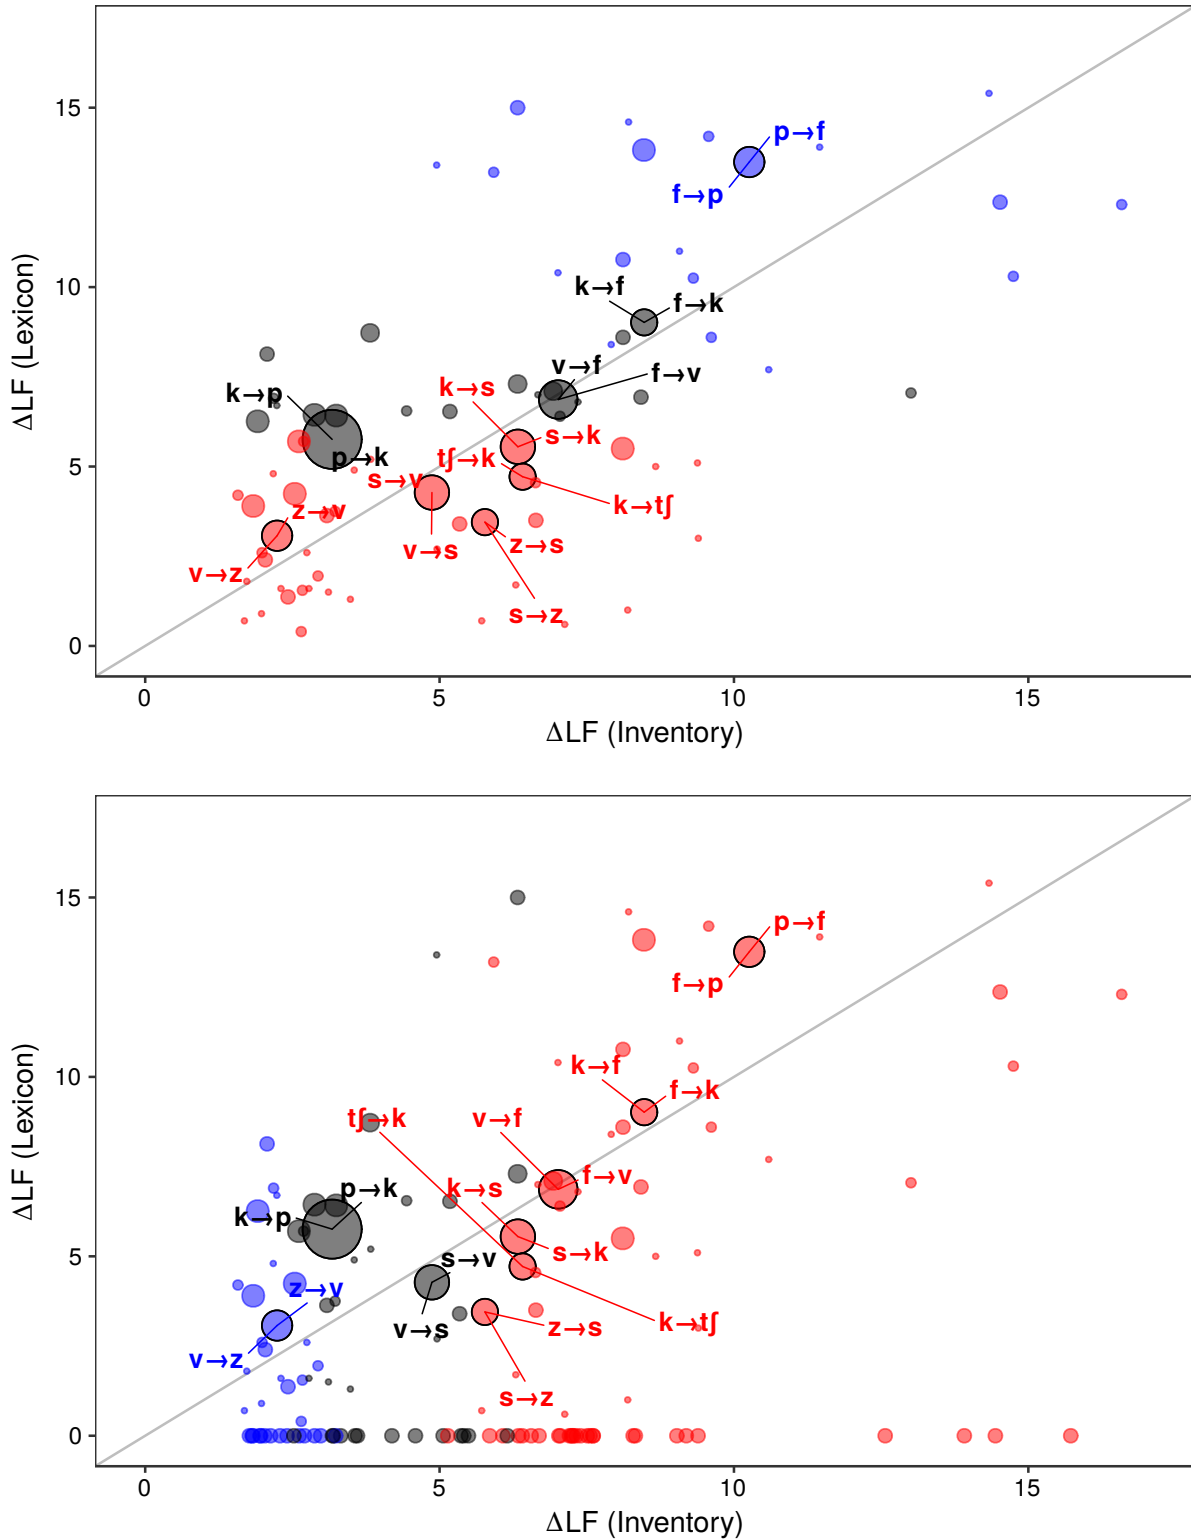 15
p→f
f→p
10
k→f
f→k
v→f
f→v
k→s
k→p
s→k
p→k
tʃ→k
5
s→v
k→tʃ
z→v
v→s
z→s
v→z
s→z
0
0 5 10 15
ΔLF (Inventory)
ΔLF (Lexicon)
15
p→f
f→p
10
k→f
f→k
tʃ→k
v→f
f→v
p→k
k→s
k→p
s→k
s→v
5
z→v
v→s
z→s
k→tʃ
v→z
s→z
0
0 5 10 15
ΔLF (Inventory)
ΔLF (Lexicon)